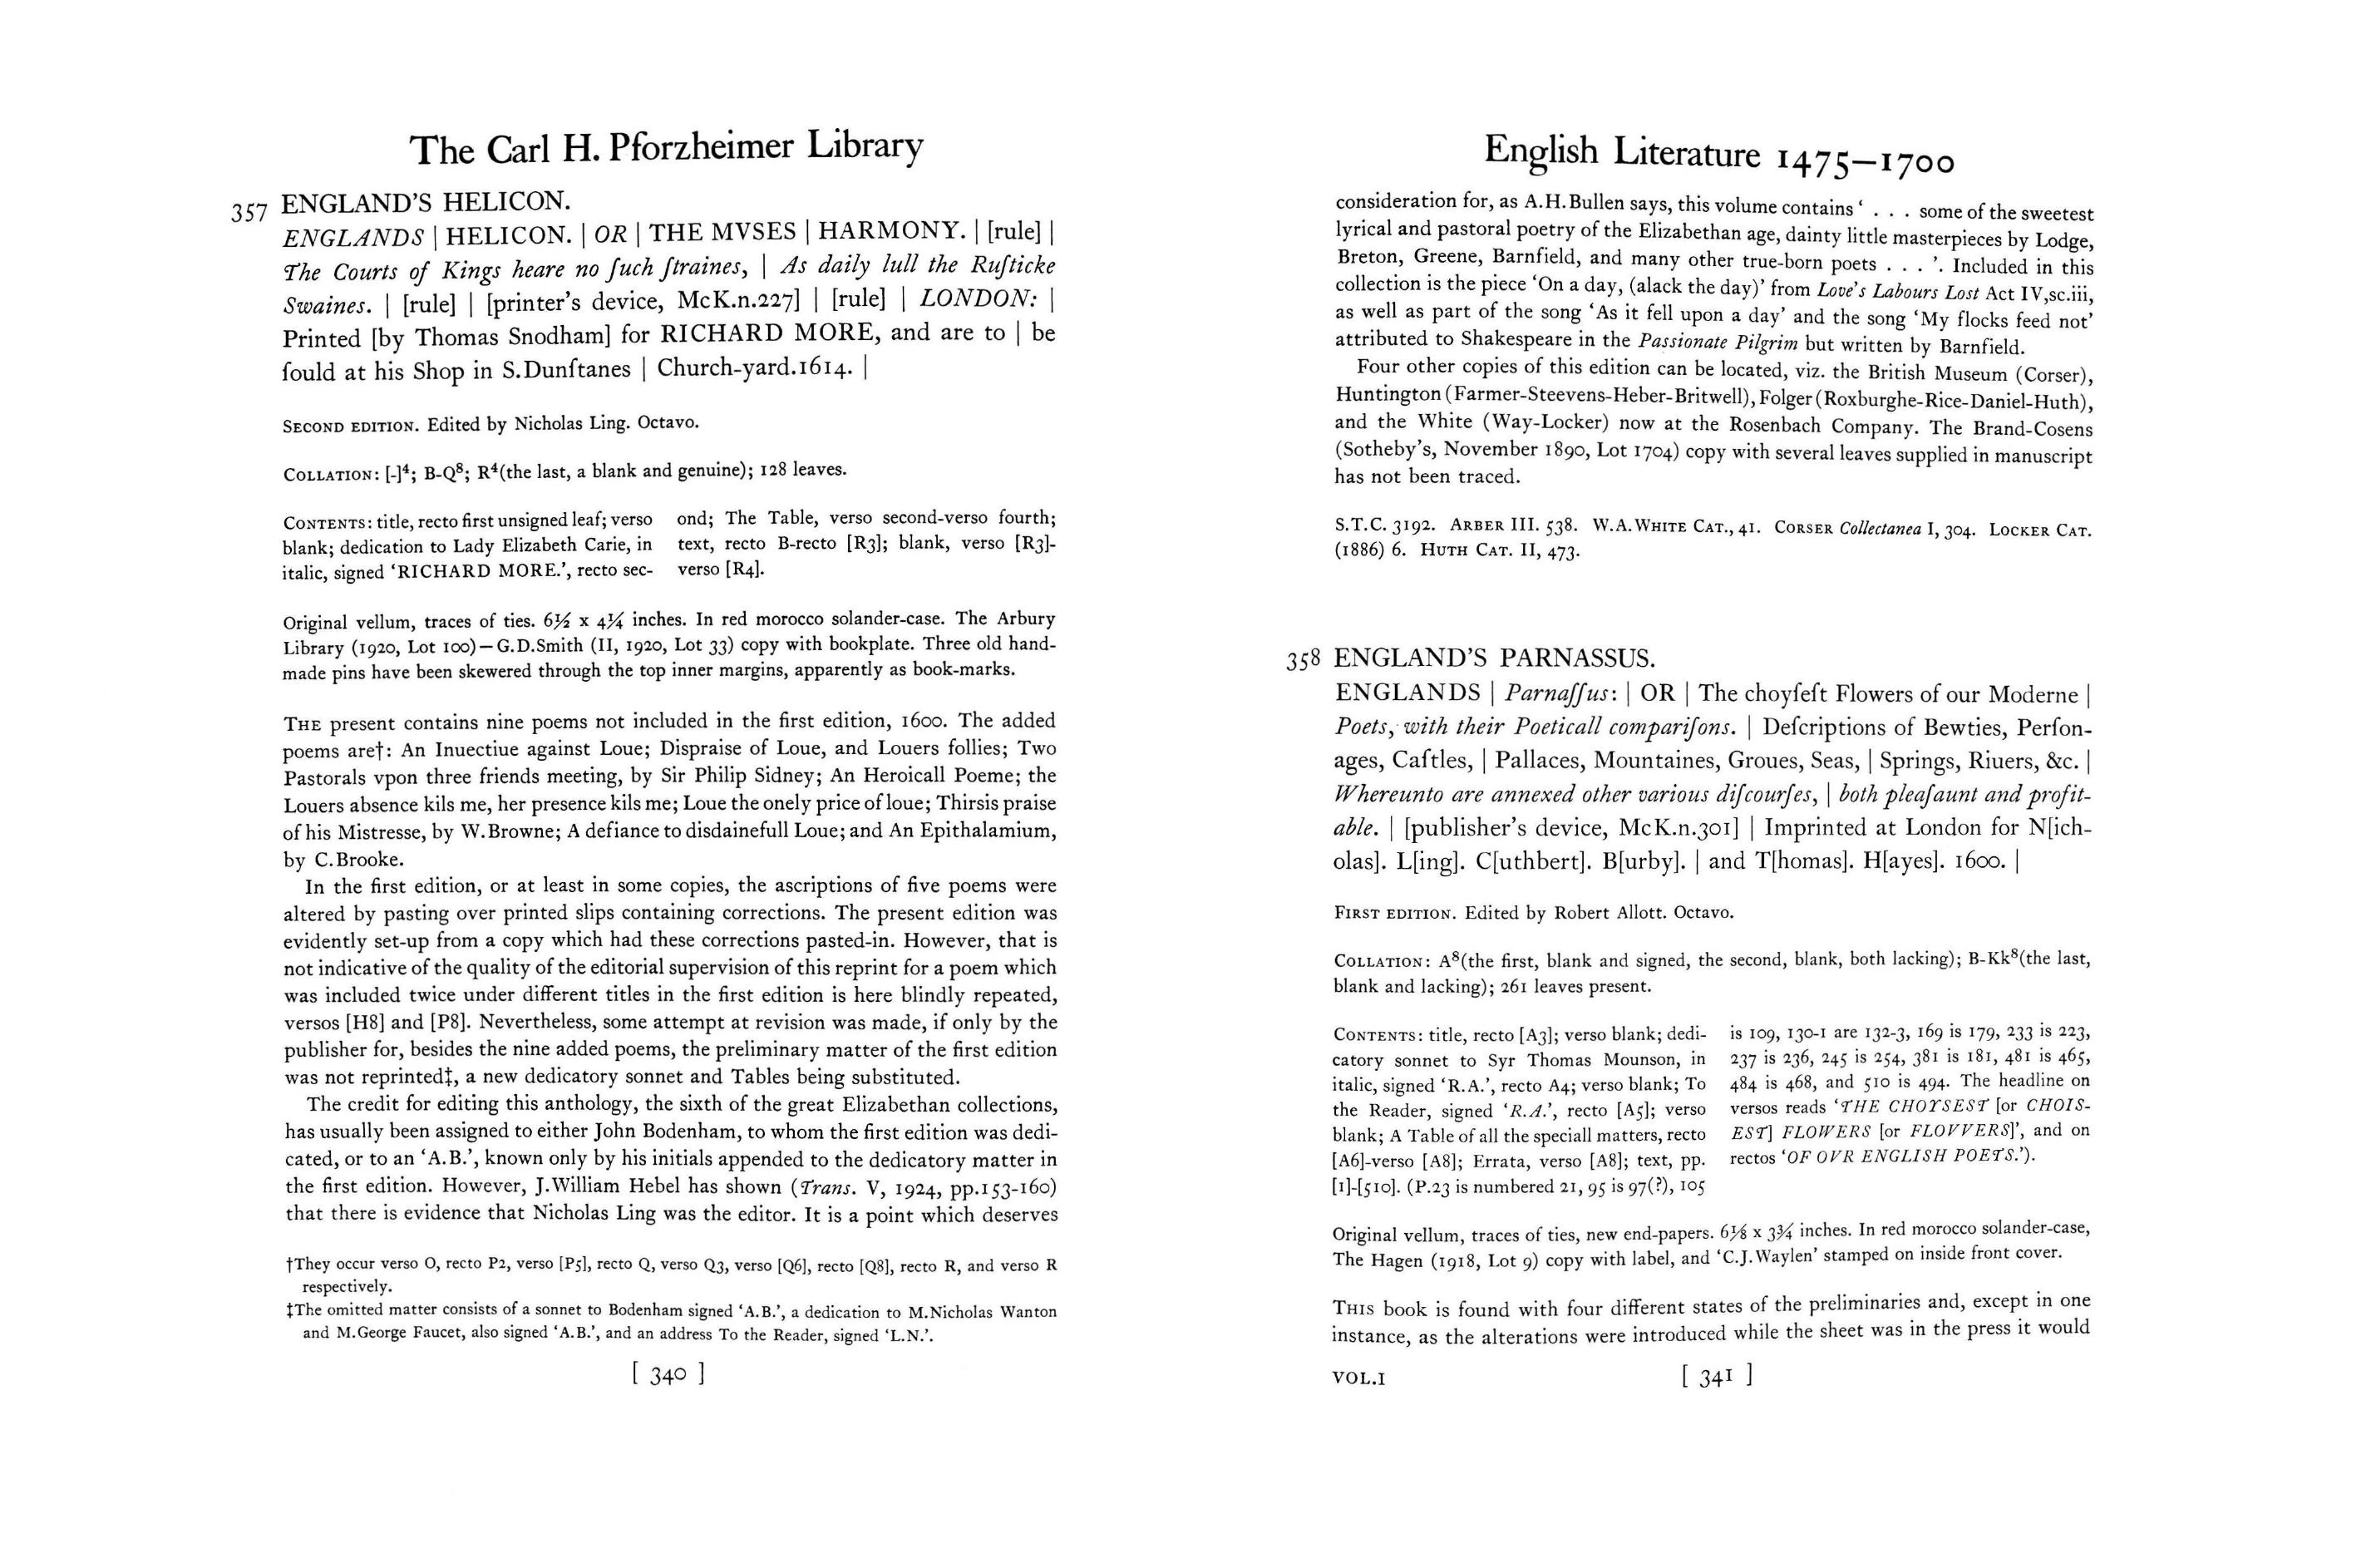 The Carl H. Pforzheimer Library
357 ENGLAND'S HELICON.
ENGLANDS | HELICON. | OR | THE MVSES | HARMONY. | [rule] |
The Courts of Kings heare no ſuch ſtraines, | As daily lull the Ruſticke
Swaines. | [rule] | [printer's device, McK.n.227] | [rule] | LONDON: |
Printed [by Thomas Snodham] for RICHARD MORE, and are to | be
ſould at his Shop in S.Dunſtanes | Church-yard.1614. |
SECOND EDITION. Edited by Nicholas Ling. Octavo.
COLLATION: [-]⁴; B-Q⁸; R⁴(the last, a blank and genuine); 128 leaves.
CONTENTS: title, recto first unsigned leaf; verso
blank; dedication to Lady Elizabeth Carie, in
italic, signed 'RICHARD MORE.', recto sec-
ond; The Table, verso second-verso fourth;
text, recto B-recto [R3]; blank, verso [R3]-
verso [R4].
Original vellum, traces of ties. 6½ x 4¼ inches. In red morocco solander-case. The Arbury
Library (1920, Lot 100)—G.D.Smith (II, 1920, Lot 33) copy with bookplate. Three old hand-
made pins have been skewered through the top inner margins, apparently as book-marks.
THE present contains nine poems not included in the first edition, 1600. The added
poems are†: An Inuectiue against Loue; Dispraise of Loue, and Louers follies; Two
Pastorals vpon three friends meeting, by Sir Philip Sidney; An Heroicall Poeme; the
Louers absence kils me, her presence kils me; Loue the onely price of loue; Thirsis praise
of his Mistresse, by W.Browne; A defiance to disdainefull Loue; and An Epithalamium,
by C.Brooke.
In the first edition, or at least in some copies, the ascriptions of five poems were
altered by pasting over printed slips containing corrections. The present edition was
evidently set-up from a copy which had these corrections pasted-in. However, that is
not indicative of the quality of the editorial supervision of this reprint for a poem which
was included twice under different titles in the first edition is here blindly repeated,
versos [H8] and [P8]. Nevertheless, some attempt at revision was made, if only by the
publisher for, besides the nine added poems, the preliminary matter of the first edition
was not reprinted‡, a new dedicatory sonnet and Tables being substituted.
The credit for editing this anthology, the sixth of the great Elizabethan collections,
has usually been assigned to either John Bodenham, to whom the first edition was dedi-
cated, or to an 'A.B.', known only by his initials appended to the dedicatory matter in
the first edition. However, J.William Hebel has shown (Trans. V, 1924, pp.153-160)
that there is evidence that Nicholas Ling was the editor. It is a point which deserves
†They occur verso O, recto P2, verso [P5], recto Q, verso Q3, verso [Q6], recto [Q8], recto R, and verso R
respectively.
‡The omitted matter consists of a sonnet to Bodenham signed 'A.B.', a dedication to M.Nicholas Wanton
and M.George Faucet, also signed 'A.B.', and an address To the Reader, signed 'L.N.'.
[ 340 ]
English Literature 1475—1700
consideration for, as A.H.Bullen says, this volume contains ' . . . some of the sweetest
lyrical and pastoral poetry of the Elizabethan age, dainty little masterpieces by Lodge,
Breton, Greene, Barnfield, and many other true-born poets . . . '. Included in this
collection is the piece 'On a day, (alack the day)' from Love's Labours Lost Act IV,sc.iii,
as well as part of the song 'As it fell upon a day' and the song 'My flocks feed not'
attributed to Shakespeare in the Passionate Pilgrim but written by Barnfield.
Four other copies of this edition can be located, viz. the British Museum (Corser),
Huntington (Farmer-Steevens-Heber-Britwell), Folger (Roxburghe-Rice-Daniel-Huth),
and the White (Way-Locker) now at the Rosenbach Company. The Brand-Cosens
(Sotheby's, November 1890, Lot 1704) copy with several leaves supplied in manuscript
has not been traced.
S.T.C. 3192. ARBER III. 538. W.A.WHITE CAT., 41. CORSER Collectanea I, 304. LOCKER CAT.
(1886) 6. HUTH CAT. II, 473.
358 ENGLAND'S PARNASSUS.
ENGLANDS | Parnaſſus: | OR | The choyſeſt Flowers of our Moderne |
Poets, with their Poeticall compariſons. | Deſcriptions of Bewties, Perſon-
ages, Caſtles, | Pallaces, Mountaines, Groues, Seas, | Springs, Riuers, &c. |
Whereunto are annexed other various diſcourſes, | both pleaſaunt and profit-
able. | [publisher's device, McK.n.301] | Imprinted at London for N[ich-
olas]. L[ing]. C[uthbert]. B[urby]. | and T[homas]. H[ayes]. 1600. |
FIRST EDITION. Edited by Robert Allott. Octavo.
COLLATION: A⁸(the first, blank and signed, the second, blank, both lacking); B-Kk⁸(the last,
blank and lacking); 261 leaves present.
CONTENTS: title, recto [A3]; verso blank; dedi-
catory sonnet to Syr Thomas Mounson, in
italic, signed 'R.A.', recto A4; verso blank; To
the Reader, signed 'R.A.', recto [A5]; verso
blank; A Table of all the speciall matters, recto
[A6]-verso [A8]; Errata, verso [A8]; text, pp.
[1]-[510]. (P.23 is numbered 21, 95 is 97(?), 105
is 109, 130-1 are 132-3, 169 is 179, 233 is 223,
237 is 236, 245 is 254, 381 is 181, 481 is 465,
484 is 468, and 510 is 494. The headline on
versos reads 'THE CHOYSEST [or CHOIS-
EST] FLOWERS [or FLOVVERS]', and on
rectos 'OF OVR ENGLISH POETS.').
Original vellum, traces of ties, new end-papers. 6⅛ x 3¾ inches. In red morocco solander-case,
The Hagen (1918, Lot 9) copy with label, and 'C.J.Waylen' stamped on inside front cover.
THIS book is found with four different states of the preliminaries and, except in one
instance, as the alterations were introduced while the sheet was in the press it would
VOL.I
[ 341 ]